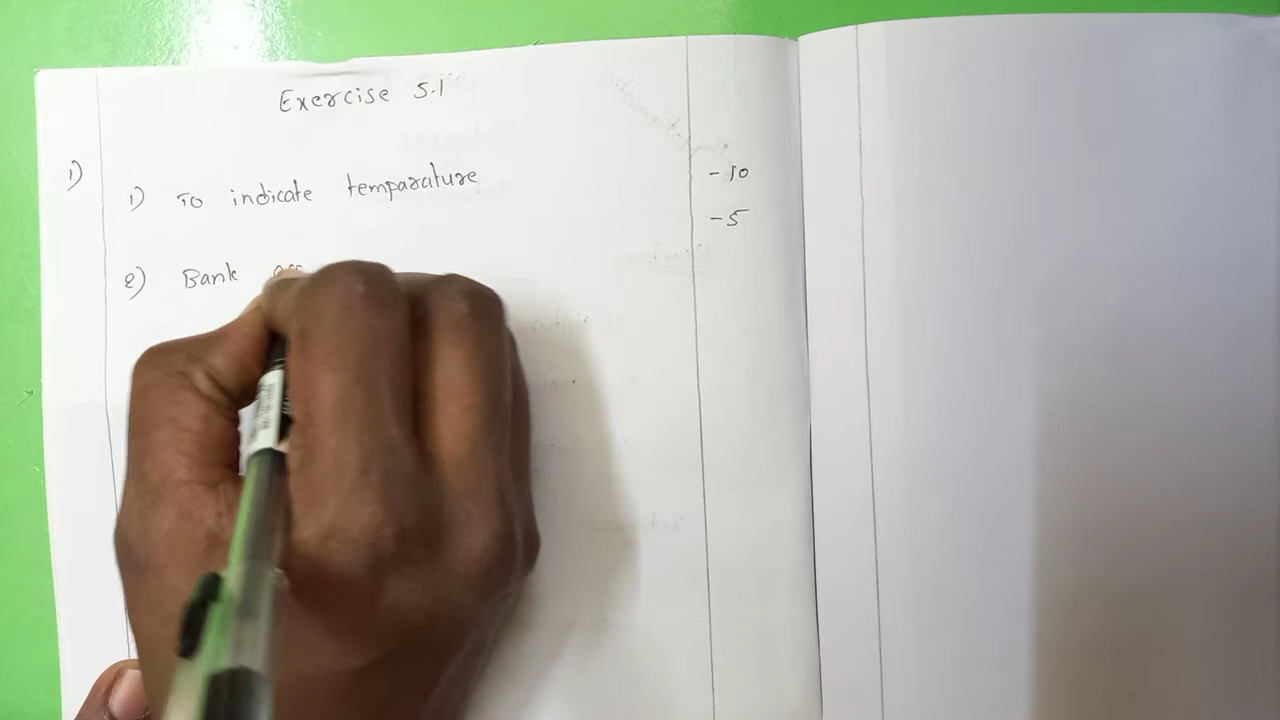 Exercise 5.1
1)
1) To indicate temparature
-10
-5
2) Bank